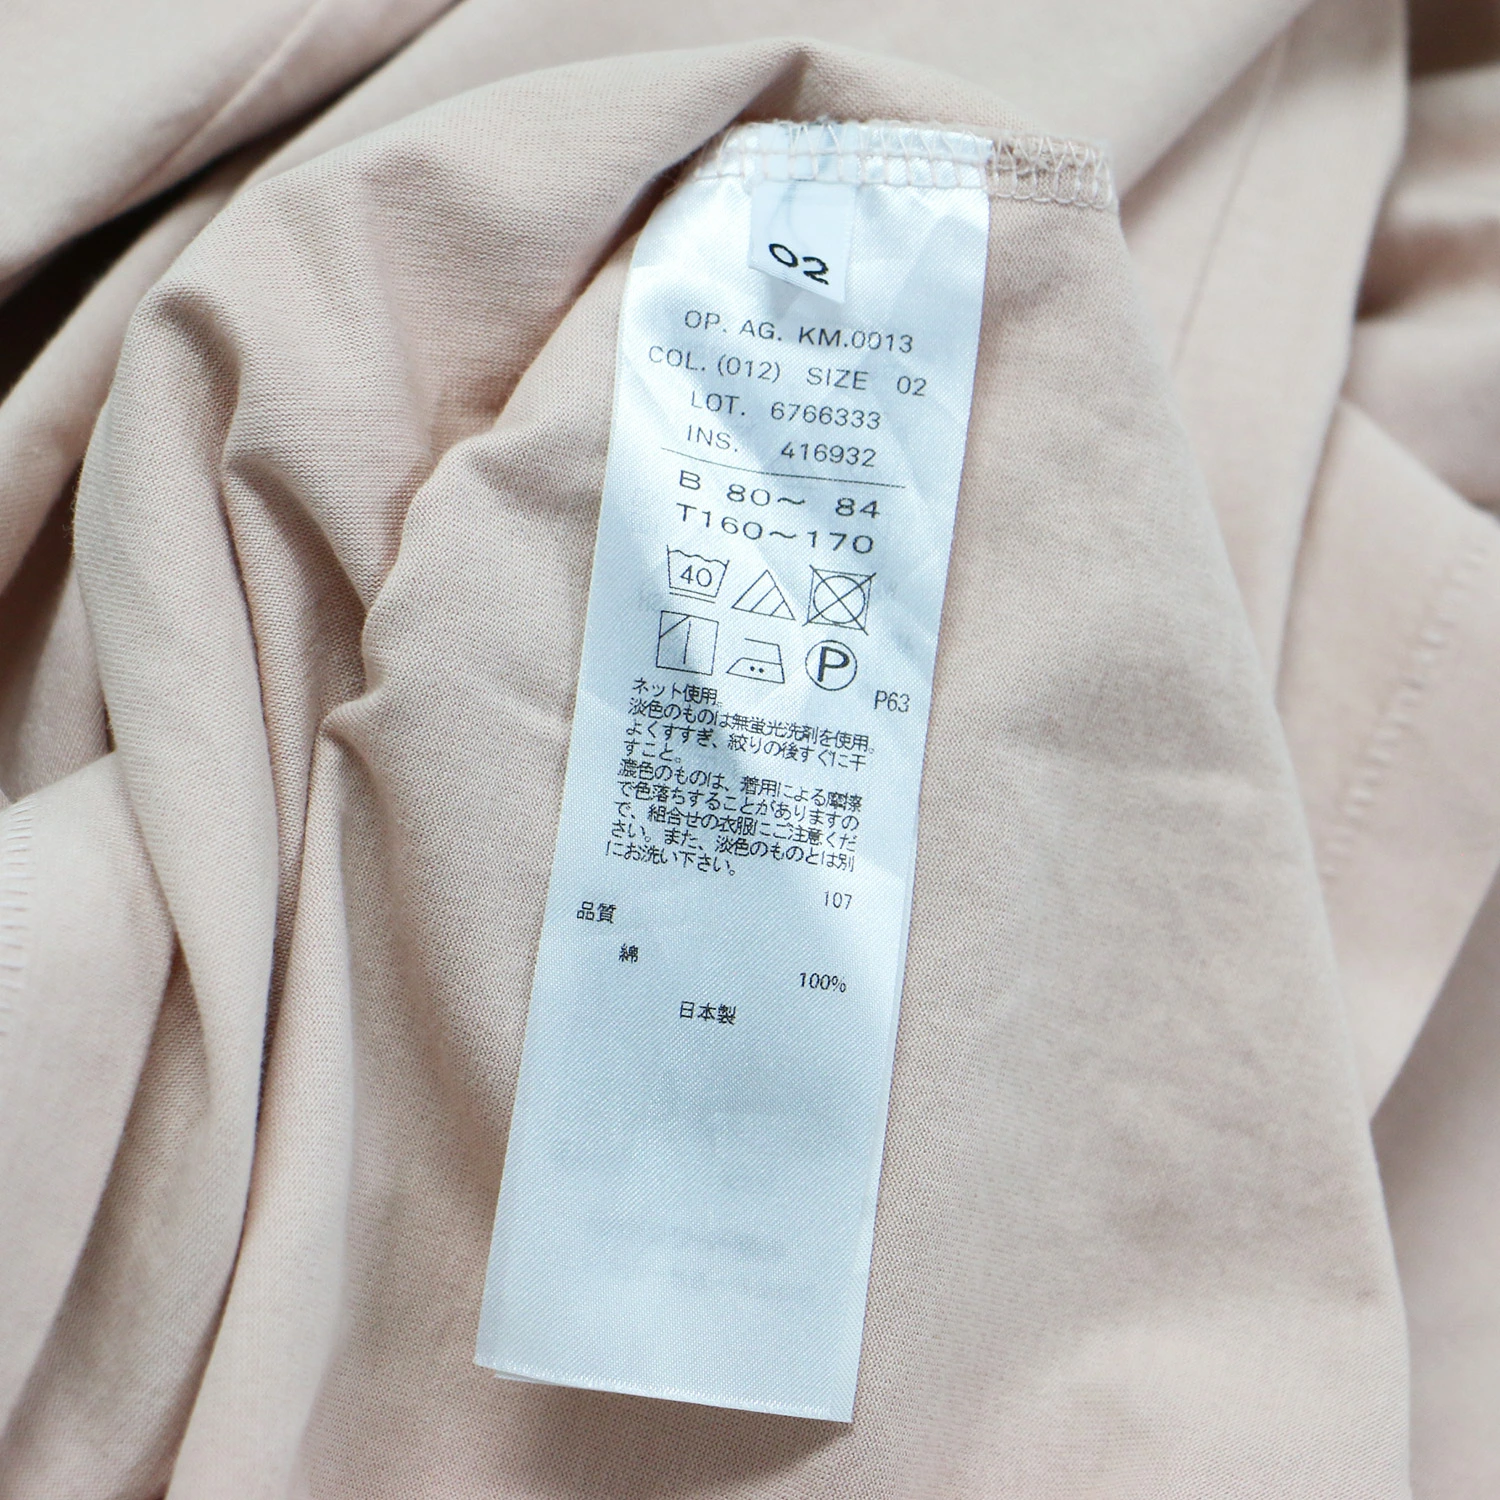 02
OP. AG. KM.0013
COL. (012) SIZE 02
LOT. 6766333
INS. 416932
B 80～ 84
T160～170
40
P
P63
ネット使用。
淡色のものは無蛍光洗剤を使用。
よくすすぎ、絞りの後すぐに干
すこと。
濃色のものは、着用による摩擦
で色落ちすることがありますの
で、組合せの衣服にご注意くだ
さい。また、淡色のものとは別
にお洗い下さい。
107
品質
綿 100%
日本製